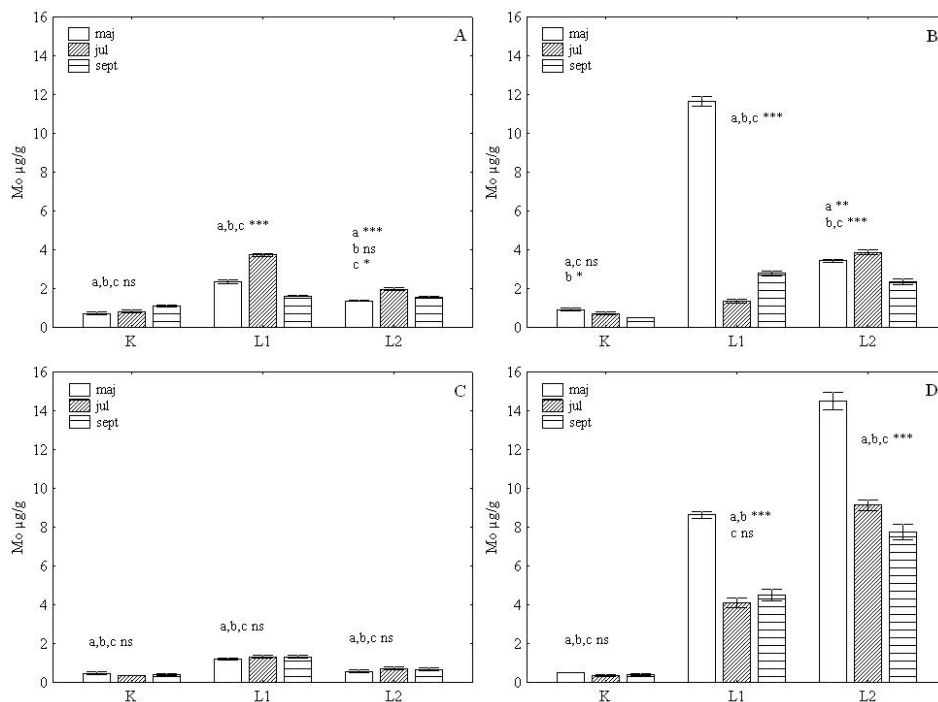 16
14
12
10
8
6
4
2
0
Mo µg/g
maj
jul
sept
A
a,b,c ns
a,b,c ***
a ***
b ns
c *
K
L1
L2
16
14
12
10
8
6
4
2
0
Mo µg/g
maj
jul
sept
B
a,c ns
b *
a,b,c ***
a **
b,c ***
K
L1
L2
16
14
12
10
8
6
4
2
0
Mo µg/g
maj
jul
sept
C
a,b,c ns
a,b,c ns
a,b,c ns
K
L1
L2
16
14
12
10
8
6
4
2
0
Mo µg/g
maj
jul
sept
D
a,b,c ns
a,b ***
c ns
a,b,c ***
K
L1
L2